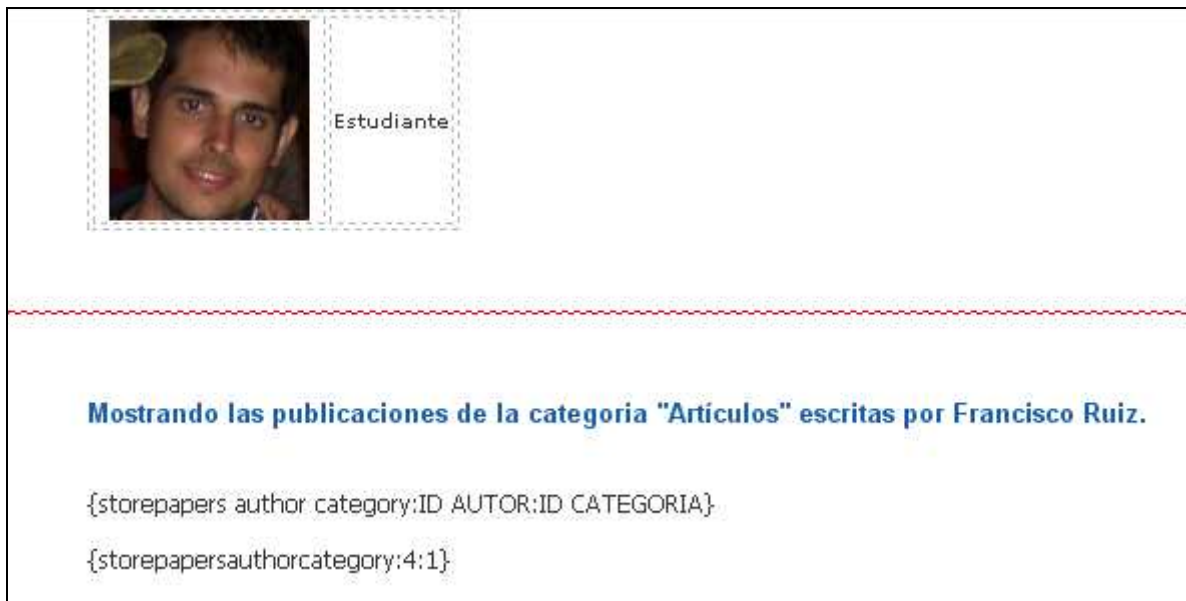 Estudiante
Mostrando las publicaciones de la categoria "Artículos" escritas por Francisco Ruiz.
{storepapers author category:ID AUTOR:ID CATEGORIA}
{storepapersauthorcategory:4:1}